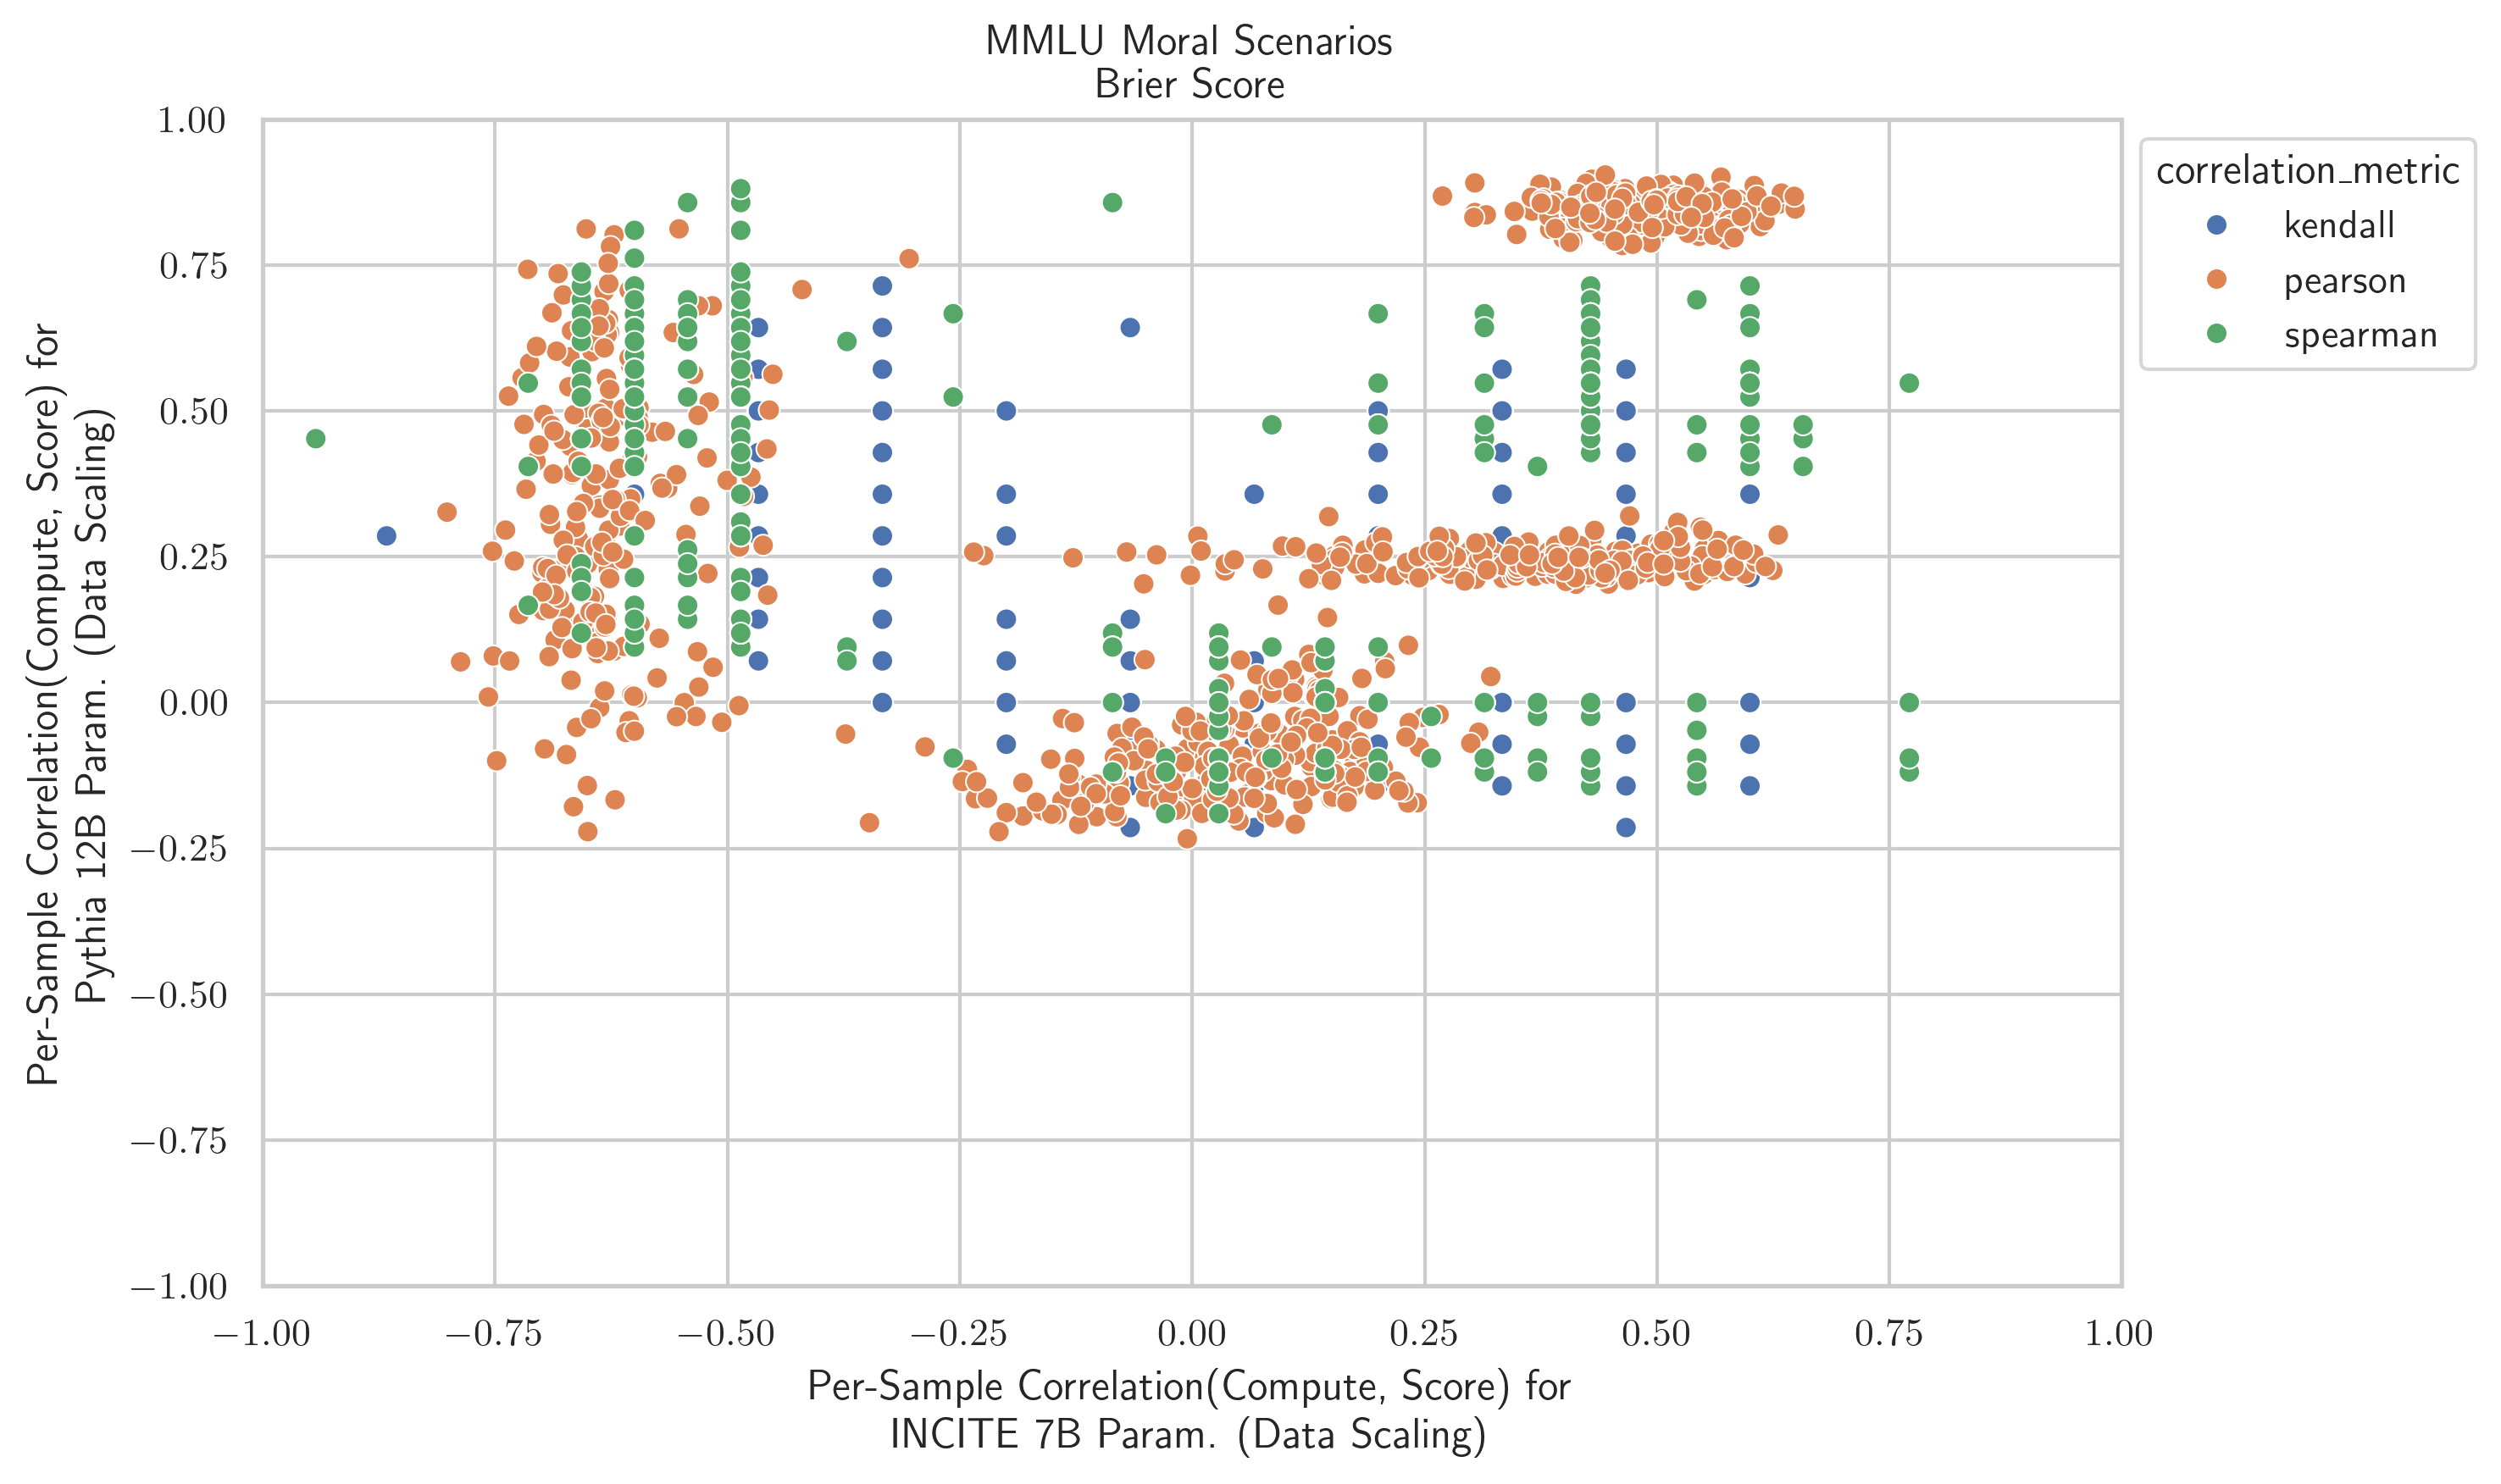 MMLU Moral Scenarios
Brier Score
1.00
0.75
0.50
0.25
0.00
−0.25
−0.50
−0.75
−1.00
Per-Sample Correlation(Compute, Score) for
Pythia 12B Param. (Data Scaling)
−1.00 −0.75 −0.50 −0.25 0.00 0.25 0.50 0.75 1.00
Per-Sample Correlation(Compute, Score) for
INCITE 7B Param. (Data Scaling)
correlation_metric
kendall
pearson
spearman